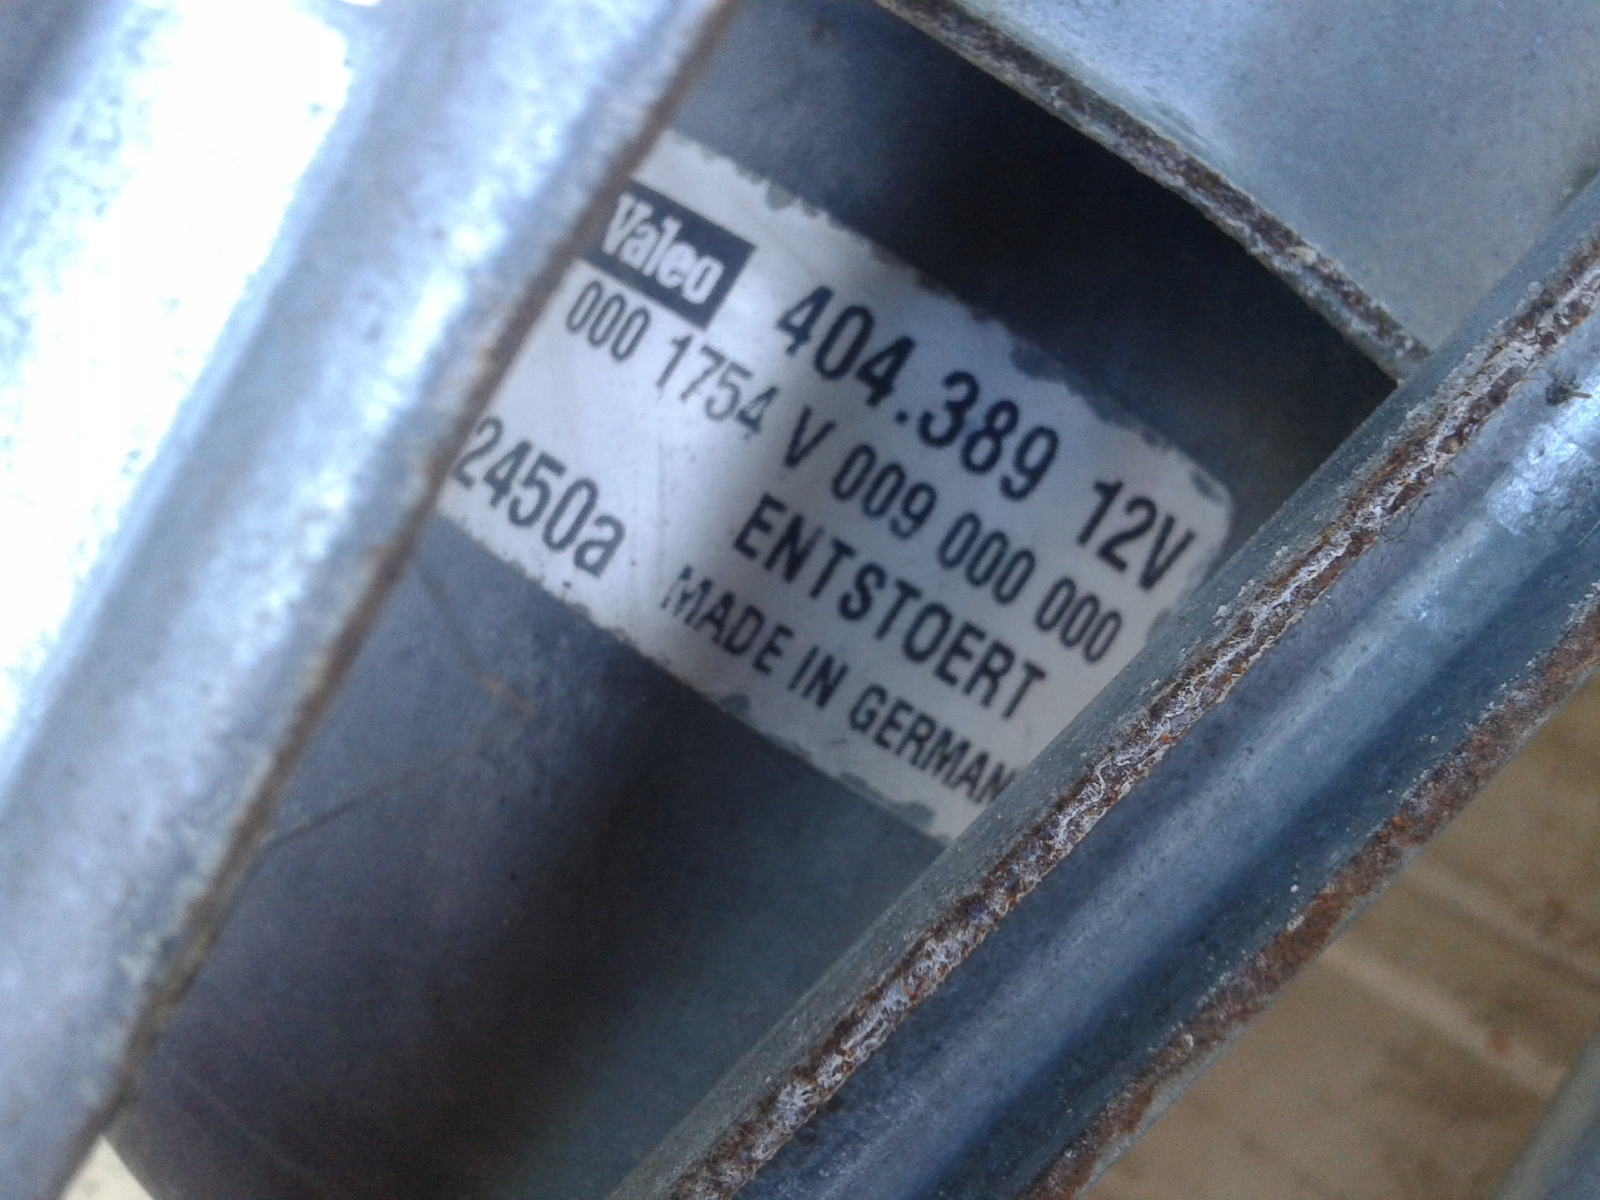 Valeo 404.389 12V
000 1754 V 009 000 000
ENTSTOERT
2450a MADE IN GERMAN